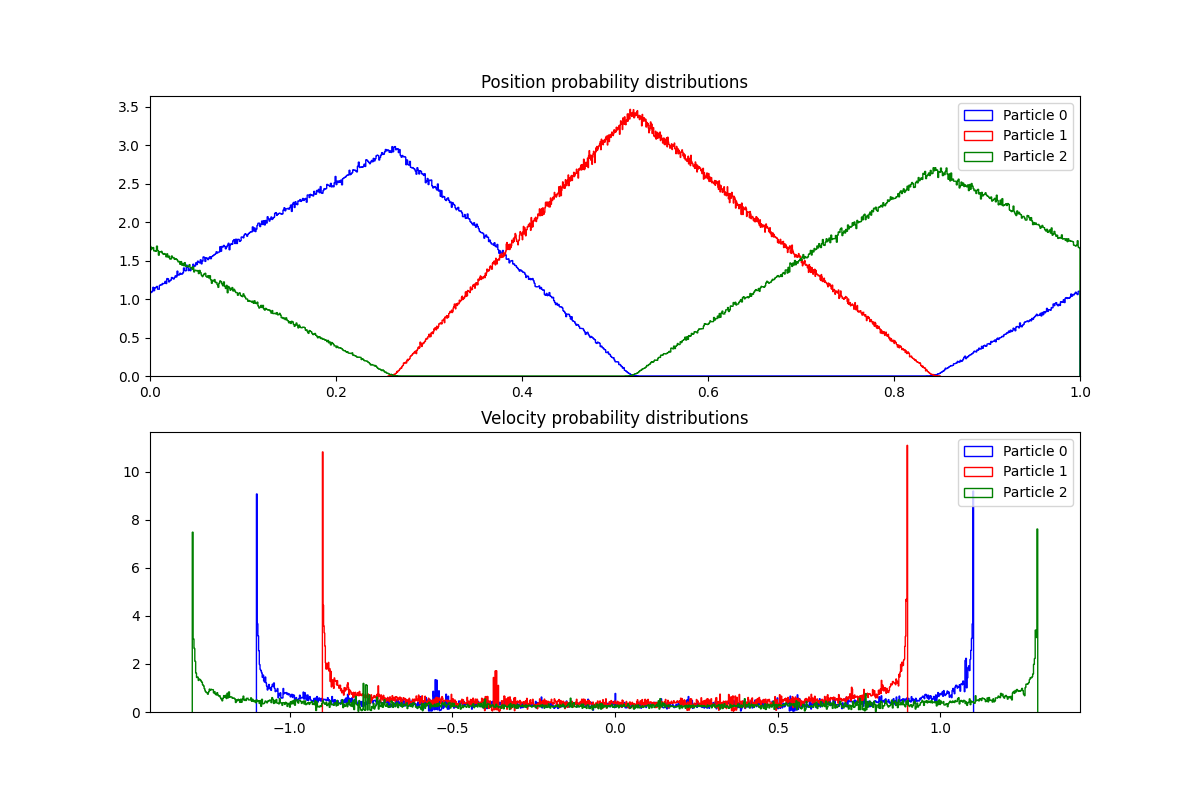 Position probability distributions
3.5
3.0
2.5
2.0
1.5
1.0
0.5
0.0
Particle 0
Particle 1
Particle 2
0.0 0.2 0.4 0.6 0.8 1.0
Velocity probability distributions
10
8
6
4
2
0
Particle 0
Particle 1
Particle 2
−1.0 −0.5 0.0 0.5 1.0